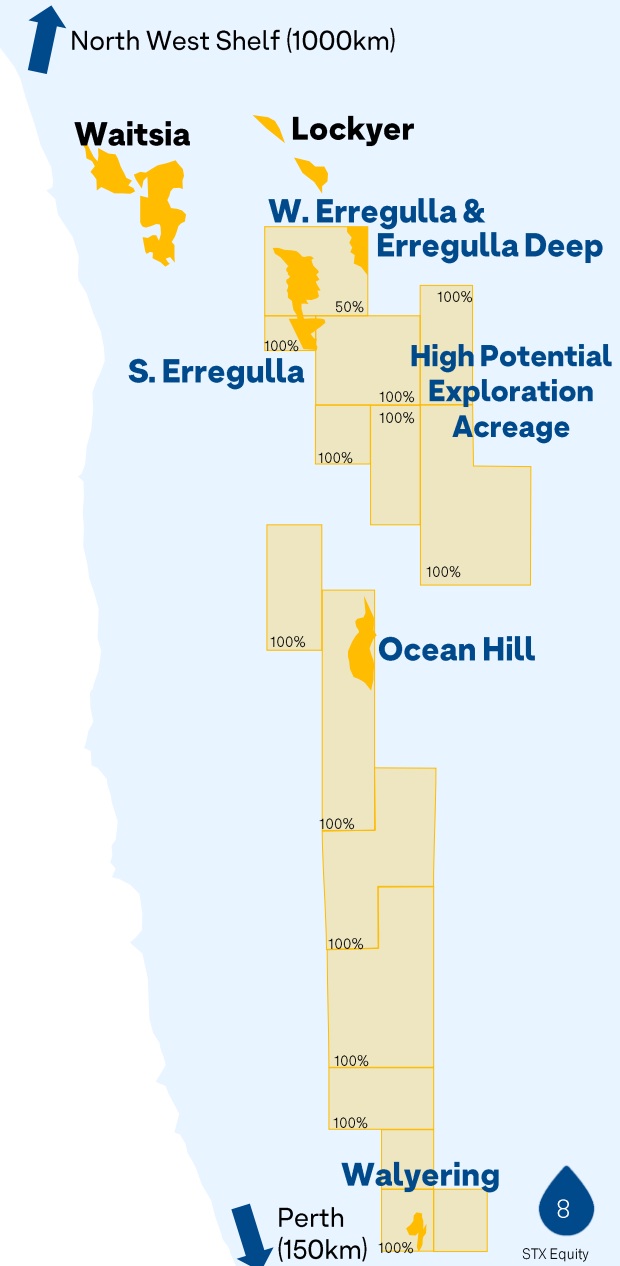 North West Shelf (1000km)
Waitsia
Lockyer
W. Erregulla &
Erregulla Deep
50%
100%
100%
S. Erregulla
High Potential
Exploration
Acreage
100%
100%
100%
100%
100%
Ocean Hill
100%
100%
100%
100%
Walyering
Perth
(150km)
100%
8
STX Equity